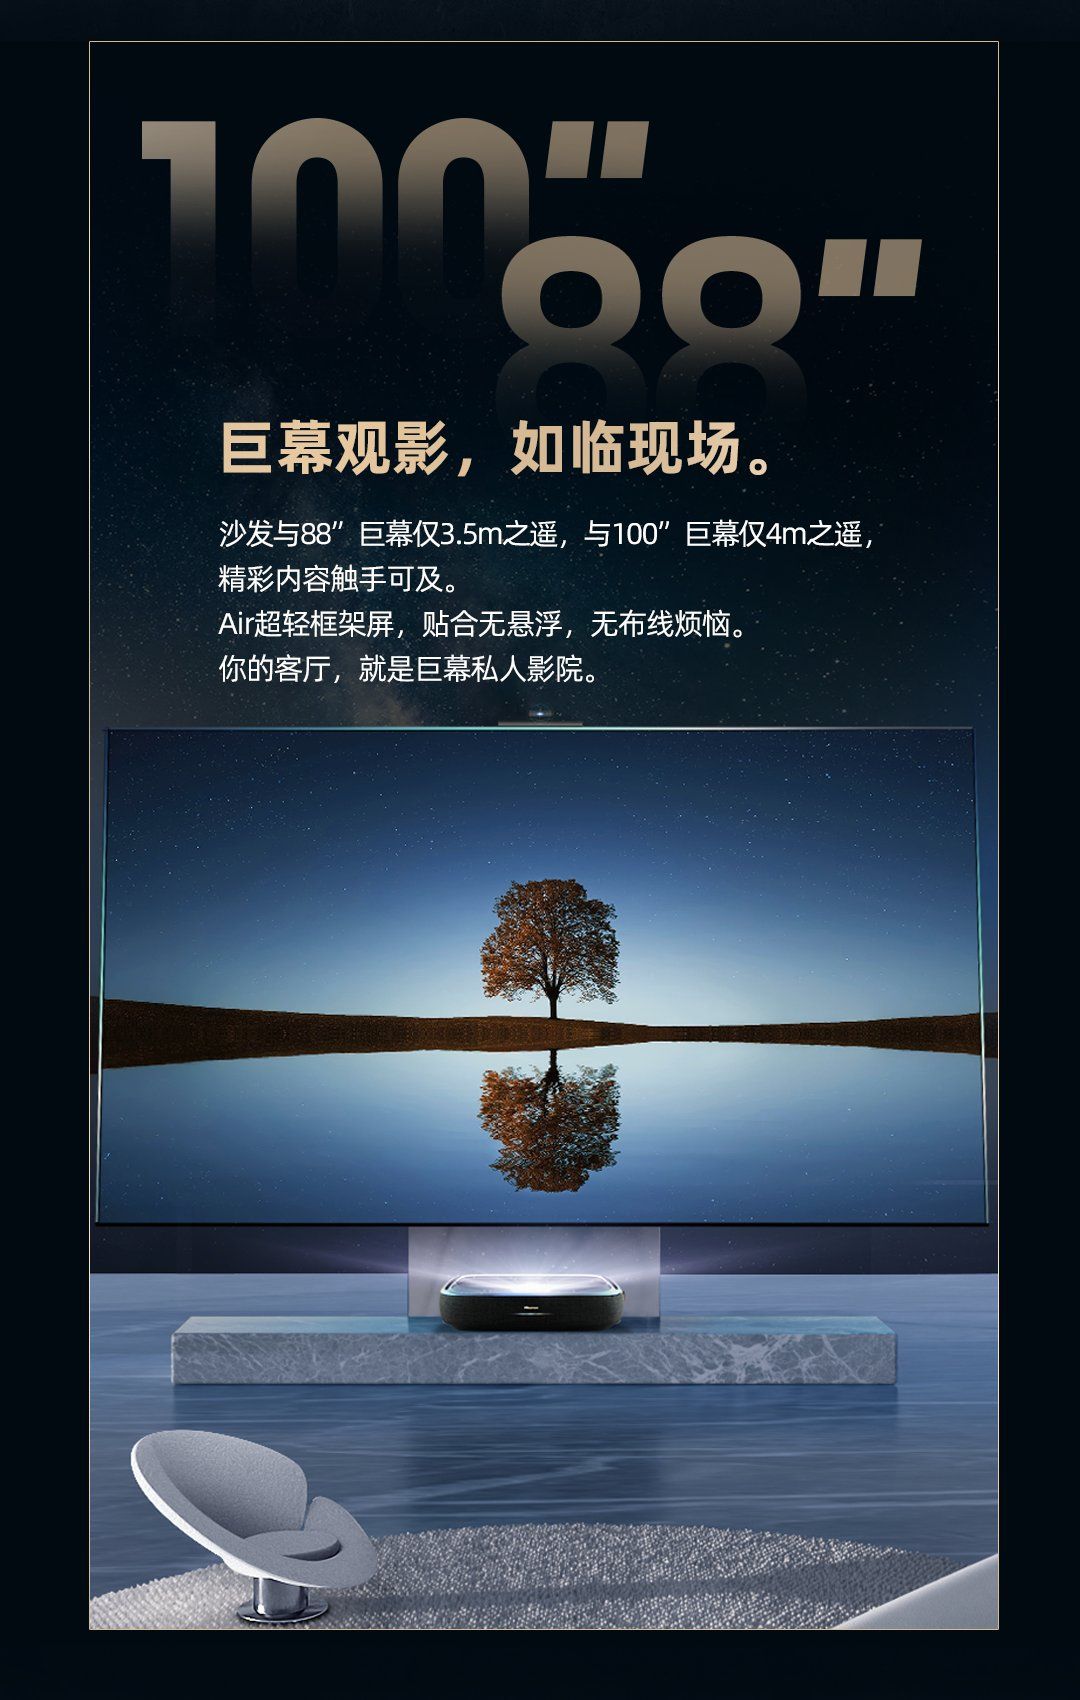 100"
88"
巨幕观影，如临现场。
沙发与88”巨幕仅3.5m之遥，与100”巨幕仅4m之遥，
精彩内容触手可及。
Air超轻框架屏，贴合无悬浮，无布线烦恼。
你的客厅，就是巨幕私人影院。
Hisense